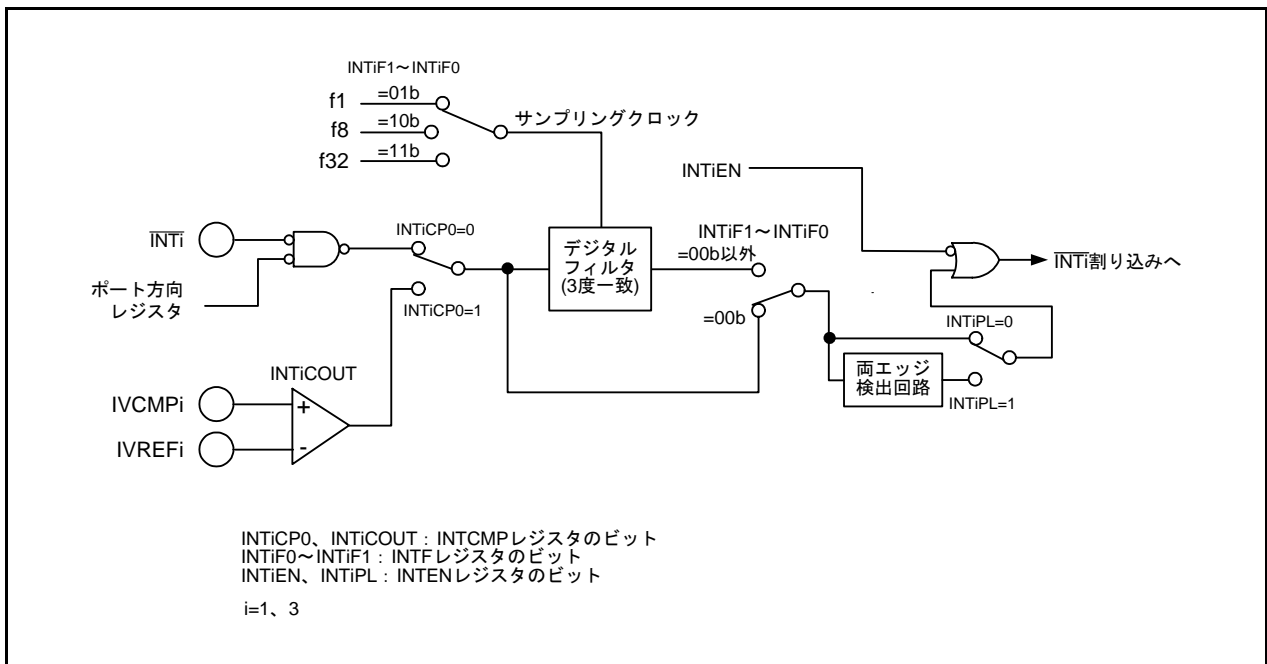 INTiF1～INTiF0
f1
=01b
f8
=10b
f32
=11b
サンプリングクロック
INTiEN
INTi
INTiCP0=0
デジタル
フィルタ
(3度一致)
INTiF1～INTiF0
=00b以外
INTi割り込みへ
ポート方向
レジスタ
INTiCP0=1
=00b
INTiPL=0
両エッジ
検出回路
INTiPL=1
INTiCOUT
IVCMPi
+
IVREFi
-
INTiCP0、INTiCOUT : INTCMPレジスタのビット
INTiF0～INTiF1 : INTFレジスタのビット
INTiEN、INTiPL : INTENレジスタのビット
i=1、3